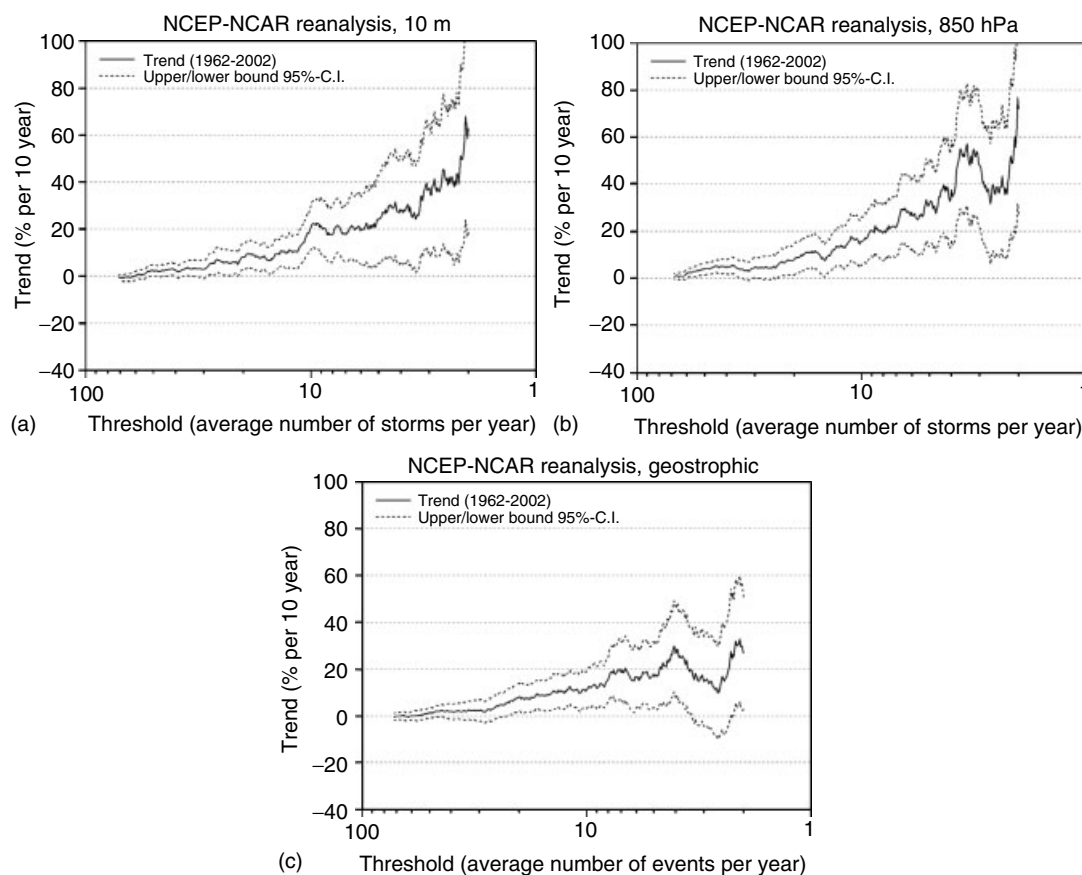 NCEP-NCAR reanalysis, 10 m
100
80
60
40
20
0
−20
−40
Trend (% per 10 year)
Trend (1962-2002)
Upper/lower bound 95%-C.I.
100
10
1
(a)
Threshold (average number of storms per year)
NCEP-NCAR reanalysis, 850 hPa
100
80
60
40
20
0
−20
−40
Trend (% per 10 year)
Trend (1962-2002)
Upper/lower bound 95%-C.I.
100
10
1
(b)
Threshold (average number of storms per year)
NCEP-NCAR reanalysis, geostrophic
100
80
60
40
20
0
−20
−40
Trend (% per 10 year)
Trend (1962-2002)
Upper/lower bound 95%-C.I.
100
10
1
(c)
Threshold (average number of events per year)